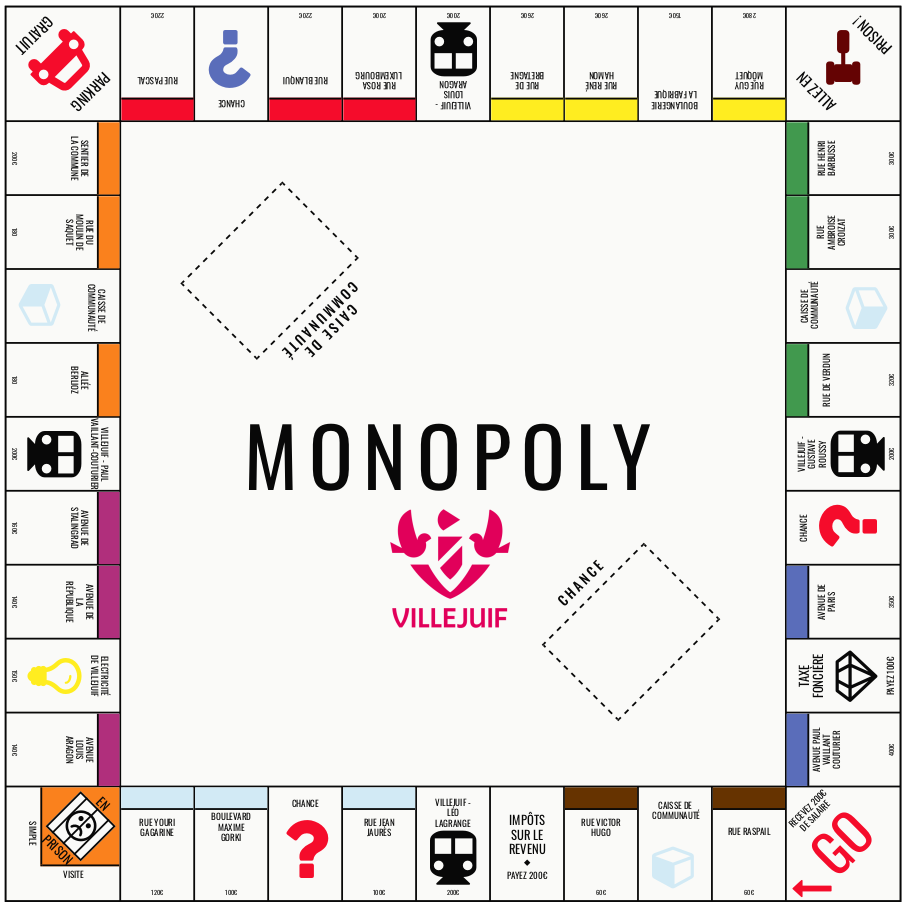 PARKING
GRATUIT
RUE PASCAL
220€
CHANCE
RUE BLANQUI
220€
RUE ROSA
LUXEMBOURG
200€
VILLEJUIF -
LOUIS
ARAGON
200€
RUE DE
BRETAGNE
260€
RUE RENÉ
HAMON
260€
BOULANGERIE
LA FABRIQUE
150€
RUE GUY
MOQUET
280€
ALLEZ EN
PRISON !
SENTIER DE
LA COMMUNE
200€
RUE DU
MOULIN DE
SAQUET
180
CAISSE DE
COMMUNAUTÉ
ALLÉE
BERLIOZ
180
VILLEJUIF - PAUL
VAILLANT-COUTURIER
200€
AVENUE DE
STALINGRAD
160€
AVENUE DE
LA
RÉPUBLIQUE
140€
ELECTRICITÉ
DE VILLEJUIF
150€
AVENUE
LOUIS
ARAGON
140€
CAISE DE
COMMUNAUTÉ
MONOPOLY
VILLEJUIF
CHANCE
RUE HENRI
BARBUSSE
300€
RUE
AMBROISE
CROIZAT
300€
CAISSE DE
COMMUNAUTÉ
RUE DE VERDUN
320€
VILLEJUIF -
GUSTAVE
ROUSSY
200€
CHANCE
AVENUE DE
PARIS
350€
TAXE
FONCIÈRE
PAYEZ 100€
AVENUE PAUL
VAILLANT
COUTURIER
400€
EN
PRISON
SIMPLE
VISITE
RUE YOURI
GAGARINE
120€
BOULEVARD
MAXIME
GORKI
100€
CHANCE
RUE JEAN
JAURÈS
100€
VILLEJUIF -
LÉO
LAGRANGE
200€
IMPÔTS
SUR LE
REVENU
PAYEZ 200€
RUE VICTOR
HUGO
60€
CAISSE DE
COMMUNAUTÉ
RUE RASPAIL
60€
RECEVEZ 200€
DE SALAIRE
GO